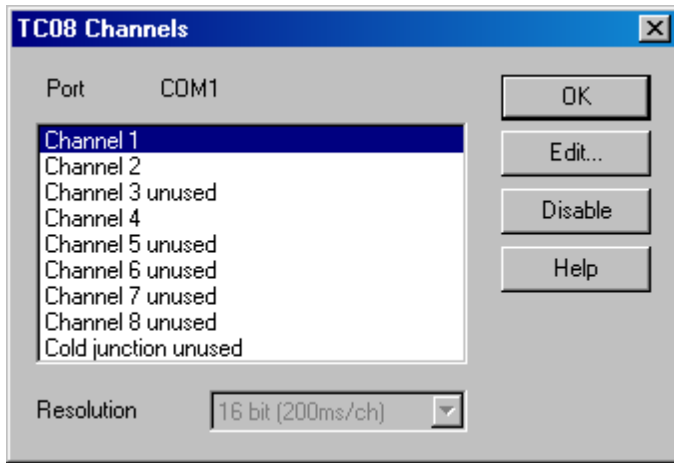 TC08 Channels
Port COM1
OK
Channel 1
Edit...
Channel 2
Channel 3 unused
Disable
Channel 4
Channel 5 unused
Help
Channel 6 unused
Channel 7 unused
Channel 8 unused
Cold junction unused
Resolution 16 bit (200ms/ch)